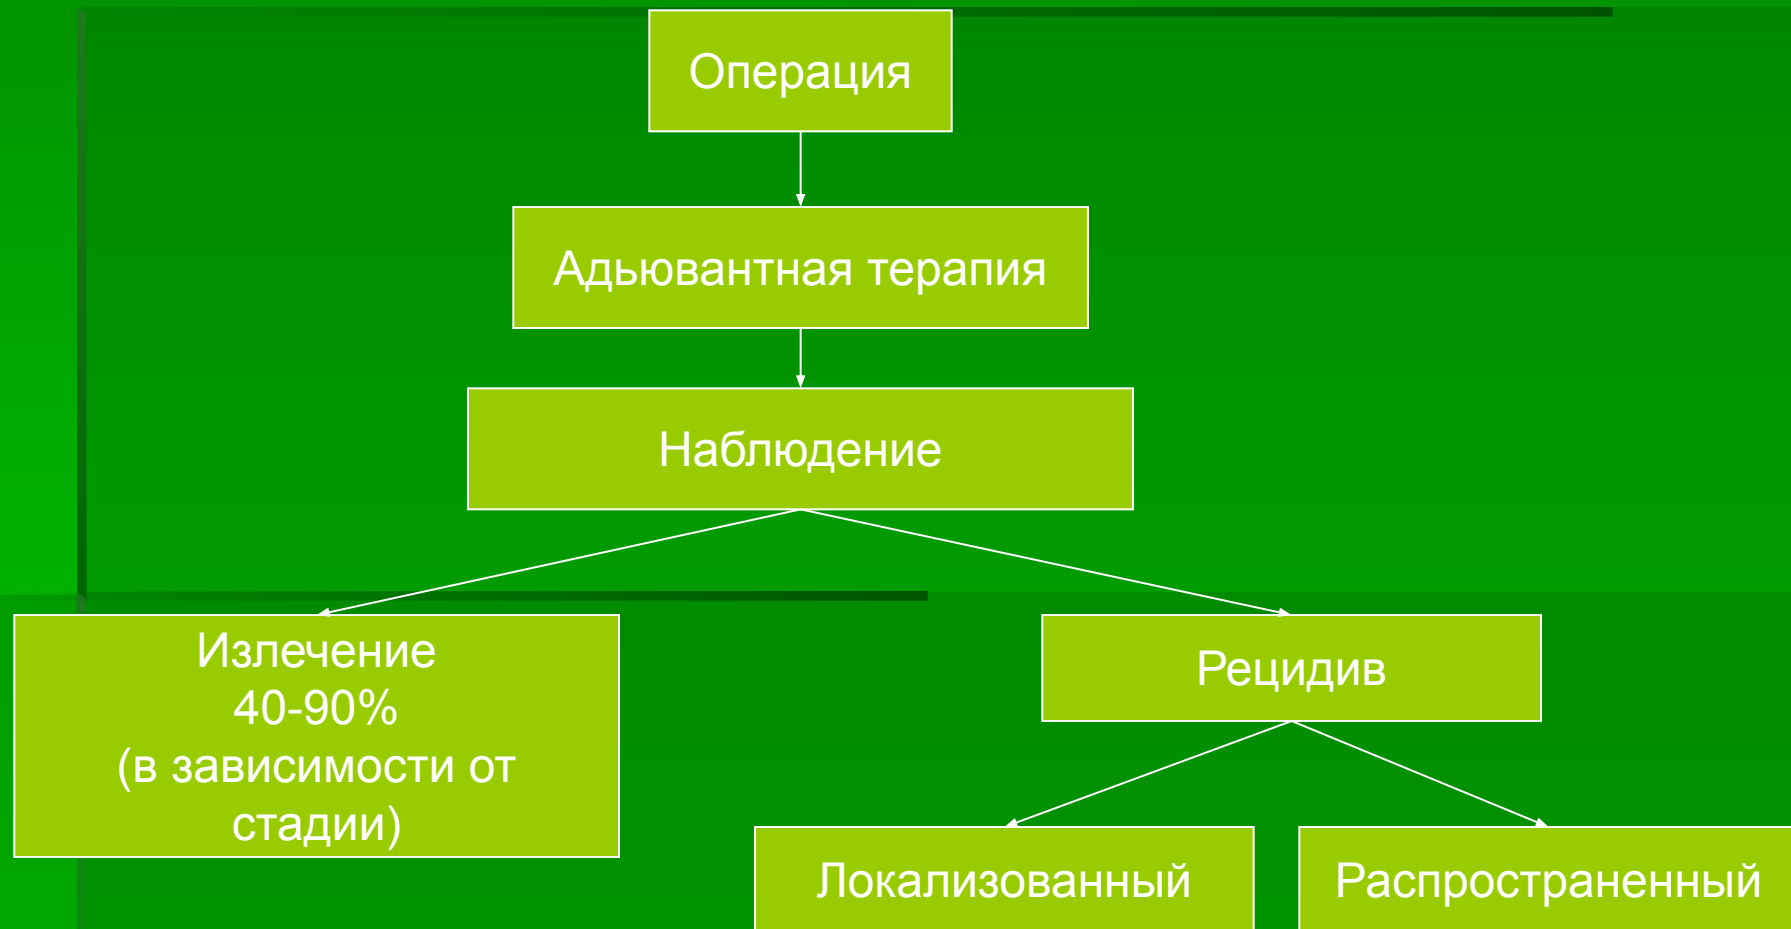 Операция
Адьювантная терапия
Наблюдение
Излечение
40-90%
(в зависимости от
стадии)
Рецидив
Локализованный
Распространенный